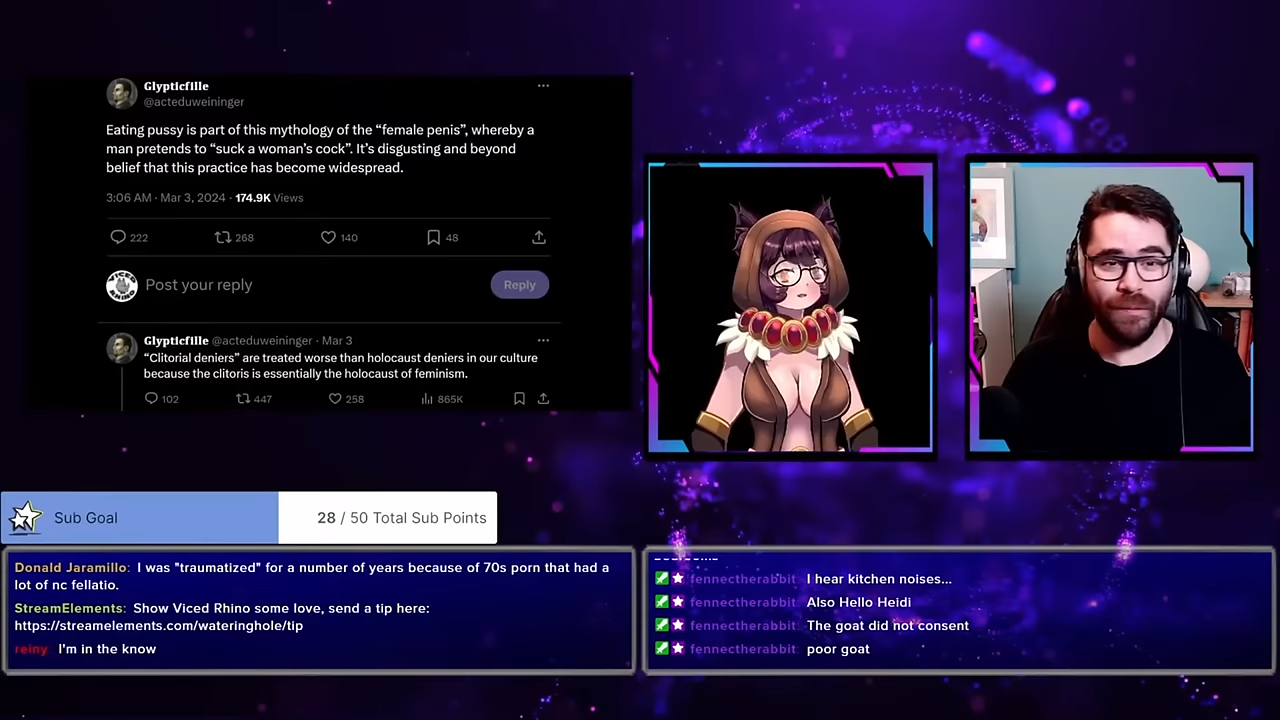 Glypticfille
@acteduweininger
Eating pussy is part of this mythology of the “female penis”, whereby a
man pretends to “suck a woman’s cock”. It’s disgusting and beyond
belief that this practice has become widespread.
3:06 AM · Mar 3, 2024 · 174.9K Views
222 268 140 48
Post your reply
Reply
Glypticfille @acteduweininger · Mar 3
“Clitorial deniers” are treated worse than holocaust deniers in our culture
because the clitoris is essentially the holocaust of feminism.
102 447 258 865K
Sub Goal
28 / 50 Total Sub Points
Donald Jaramillo: I was "traumatized" for a number of years because of 70s porn that had a
lot of nc fellatio.
StreamElements: Show Viced Rhino some love, send a tip here:
https://streamelements.com/wateringhole/tip
reiny I'm in the know
fennectherabbit: I hear kitchen noises...
fennectherabbit: Also Hello Heidi
fennectherabbit: The goat did not consent
fennectherabbit: poor goat